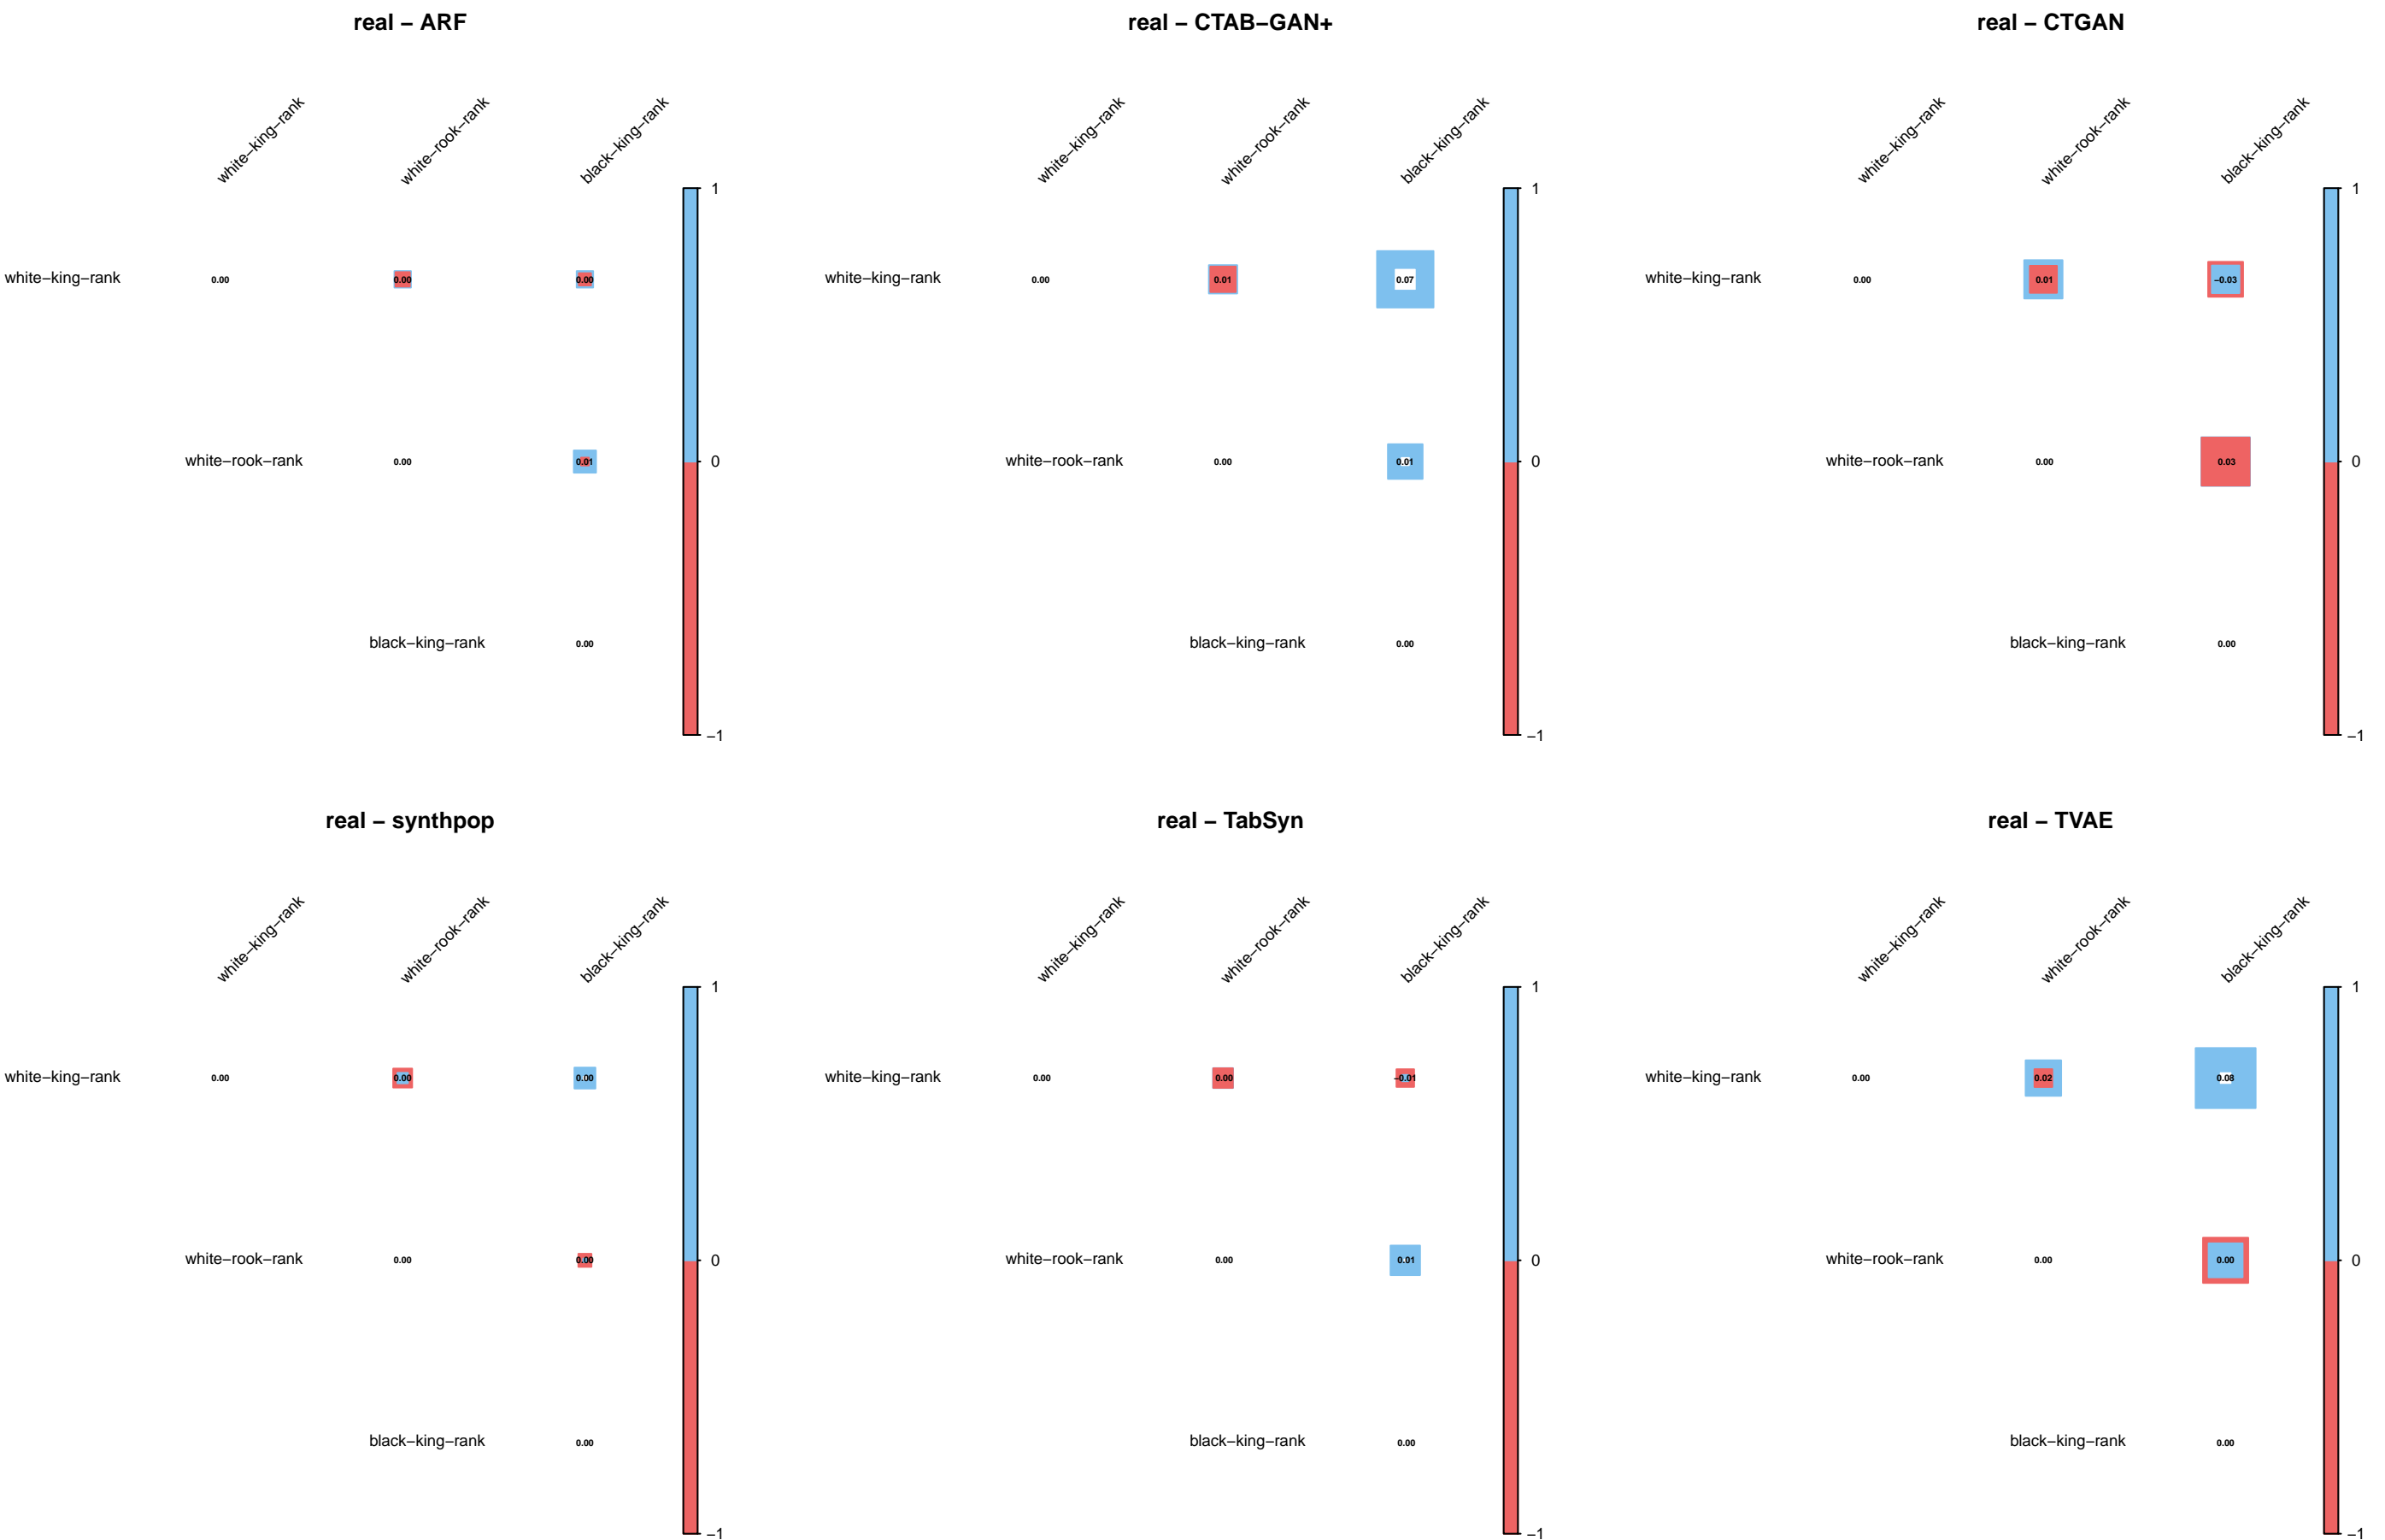 real – ARF
real – CTAB–GAN+
real – CTGAN
white–king–rank white–rook–rank black–king–rank
white–king–rank white–rook–rank black–king–rank
white–king–rank white–rook–rank black–king–rank
1 1 1
white–king–rank 0.00 0.00 0.00
white–king–rank 0.00 0.01 0.07
white–king–rank 0.00 0.01 −0.03
white–rook–rank 0.00 0.01 0
white–rook–rank 0.00 0.01 0
white–rook–rank 0.00 0.03 0
black–king–rank 0.00
black–king–rank 0.00
black–king–rank 0.00
−1 −1 −1
real – synthpop
real – TabSyn
real – TVAE
white–king–rank white–rook–rank black–king–rank
white–king–rank white–rook–rank black–king–rank
white–king–rank white–rook–rank black–king–rank
1 1 1
white–king–rank 0.00 0.00 0.00
white–king–rank 0.00 0.00 −0.01
white–king–rank 0.00 0.02 0.08
white–rook–rank 0.00 0.00 0
white–rook–rank 0.00 0.01 0
white–rook–rank 0.00 0.00 0
black–king–rank 0.00
black–king–rank 0.00
black–king–rank 0.00
−1 −1 −1